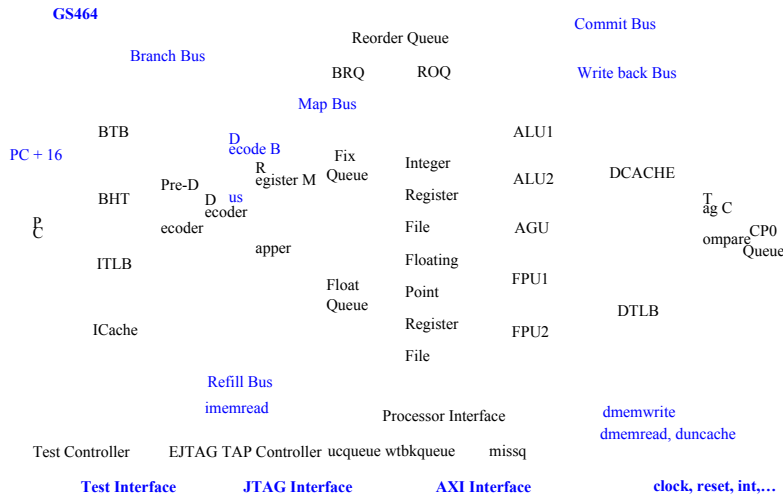 GS464
Commit Bus
Reorder Queue
Branch Bus
BRQ ROQ
Write back Bus
Map Bus
BTB
D
ecode B
us
ALU1
PC + 16
Fix
Queue
R
egister M
apper
Integer
Register
File
DCACHE
ALU2
Pre-D
ecoder
BHT
D
ecoder
T
ag C
ompare
P
C
AGU
CP0
Queue
Floating
Point
Register
File
ITLB
FPU1
Float
Queue
DTLB
ICache
FPU2
Refill Bus
imemread
Processor Interface
dmemwrite
dmemread, duncache
Test Controller
EJTAG TAP Controller
ucqueue wtbkqueue
missq
Test Interface
JTAG Interface
AXI Interface
clock, reset, int,…